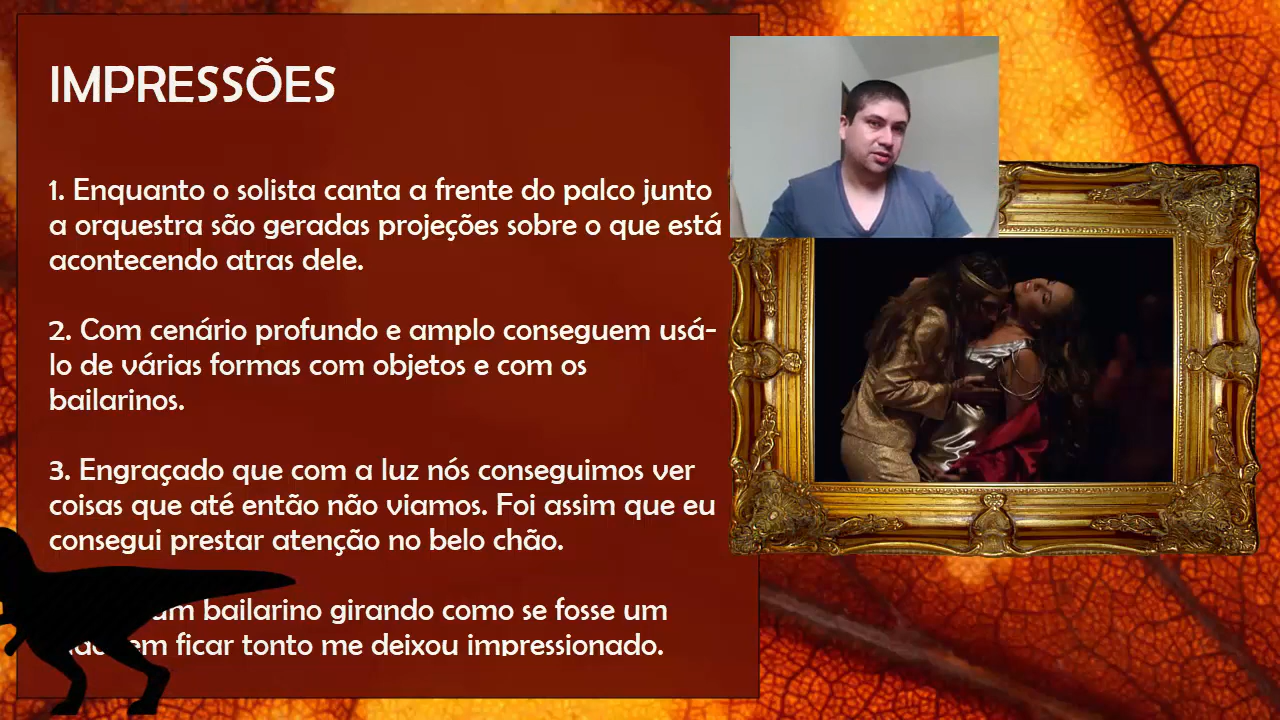 IMPRESSÕES
1. Enquanto o solista canta a frente do palco junto
a orquestra são geradas projeções sobre o que está
acontecendo atras dele.
2. Com cenário profundo e amplo conseguem usá-
lo de várias formas com objetos e com os
bailarinos.
3. Engraçado que com a luz nós conseguimos ver
coisas que até então não viamos. Foi assim que eu
consegui prestar atenção no belo chão.
bailarino girando como se fosse um
ficar tonto me deixou impressionado.